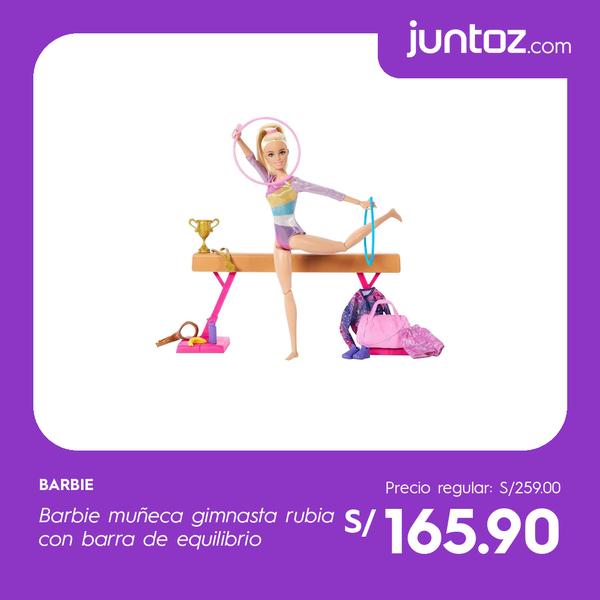 juntoz.com
BARBIE
Barbie muñeca gimnasta rubia
con barra de equilibrio
Precio regular: S/259.00
S/165.90